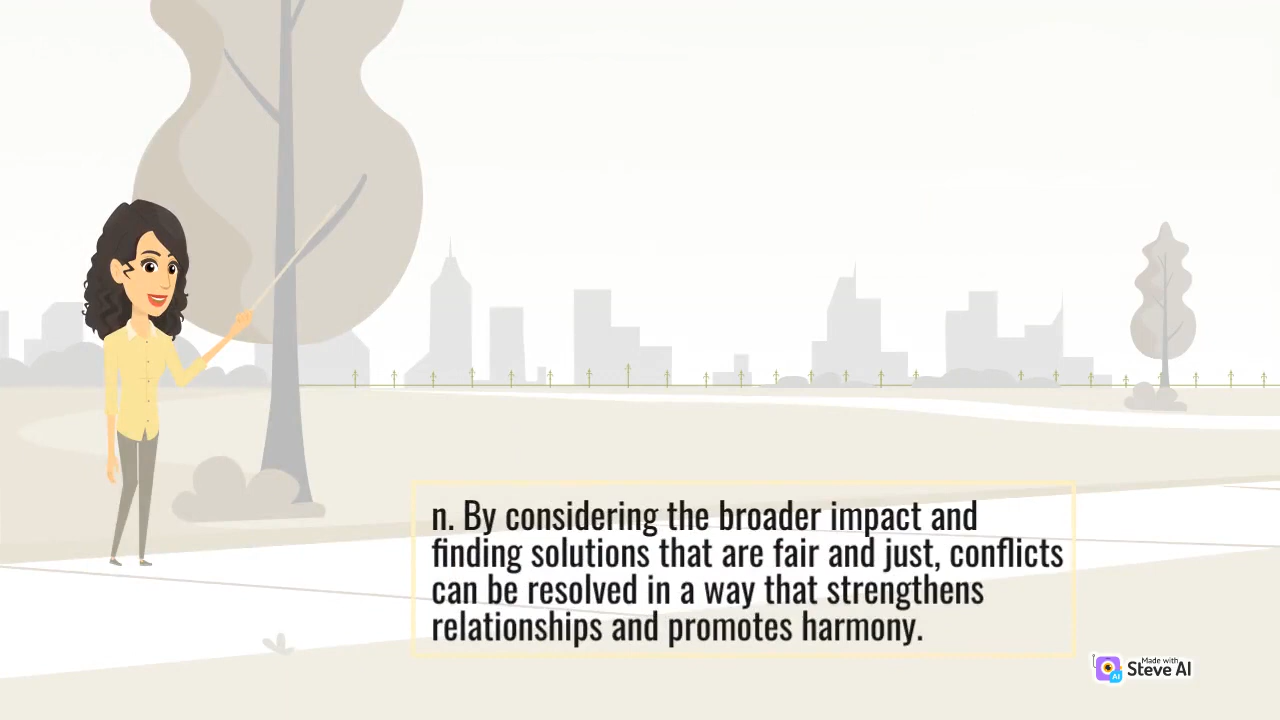 n. By considering the broader impact and
finding solutions that are fair and just, conflicts
can be resolved in a way that strengthens
relationships and promotes harmony.
Made with
Steve AI
AI